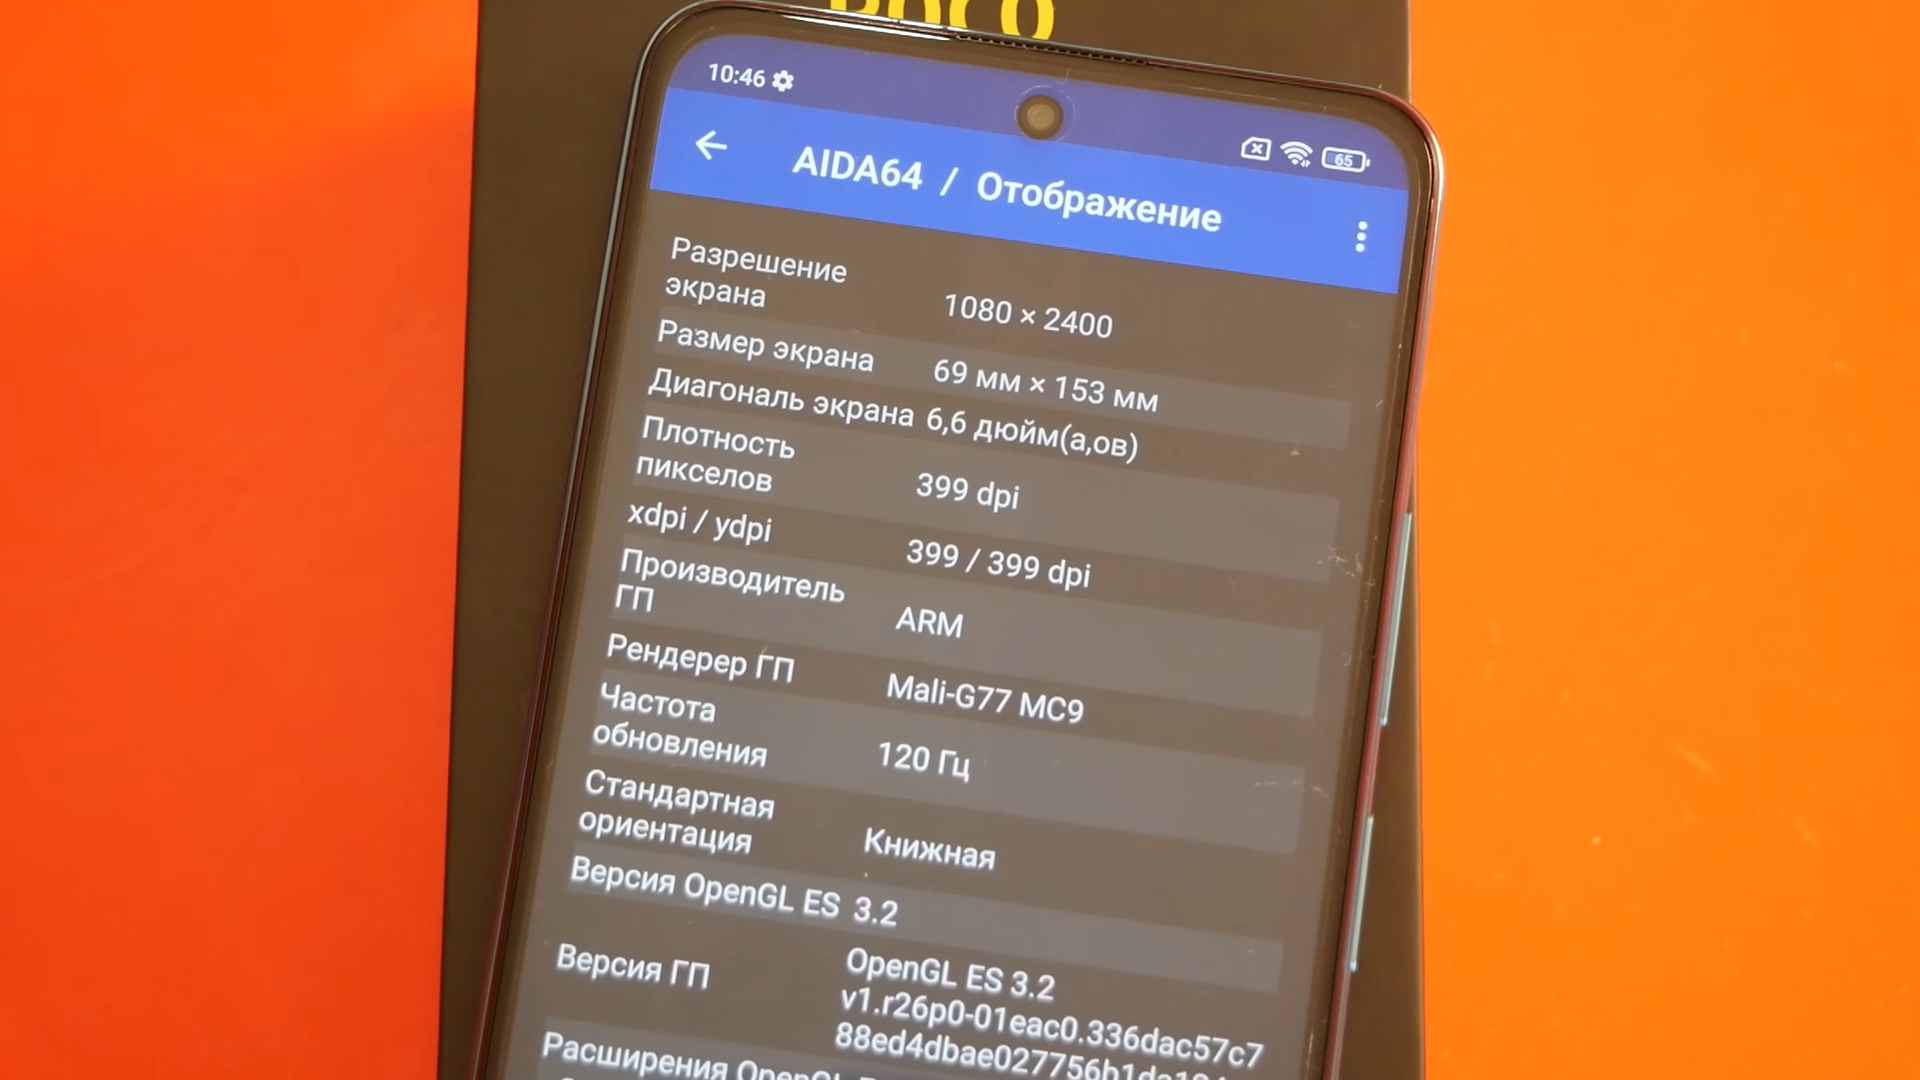 POCO
10:46
65
AIDA64 / Отображение
Разрешение
экрана
1080 × 2400
Размер экрана 69 мм × 153 мм
Диагональ экрана 6,6 дюйм(а,ов)
Плотность
пикселов
399 dpi
xdpi / ydpi 399 / 399 dpi
Производитель
ГП
ARM
Рендерер ГП Mali-G77 MC9
Частота
обновления
120 Гц
Стандартная
ориентация
Книжная
Версия OpenGL ES 3.2
Версия ГП
OpenGL ES 3.2
v1.r26p0-01eac0.336dac57c7
Расширения